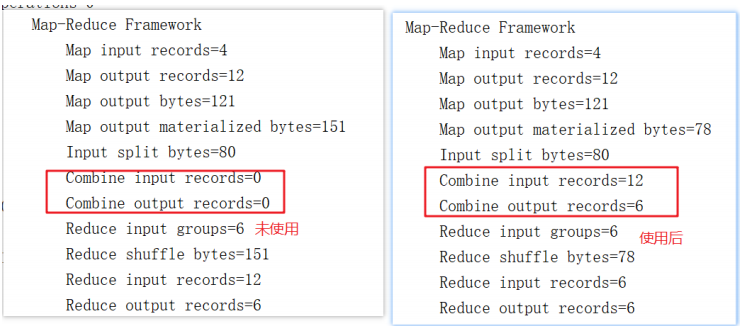 Map-Reduce Framework
Map input records=4
Map output records=12
Map output bytes=121
Map output materialized bytes=151
Input split bytes=80
Combine input records=0
Combine output records=0
Reduce input groups=6 未使用
Reduce shuffle bytes=151
Reduce input records=12
Reduce output records=6
Map-Reduce Framework
Map input records=4
Map output records=12
Map output bytes=121
Map output materialized bytes=78
Input split bytes=80
Combine input records=12
Combine output records=6
Reduce input groups=6
使用后
Reduce shuffle bytes=78
Reduce input records=6
Reduce output records=6